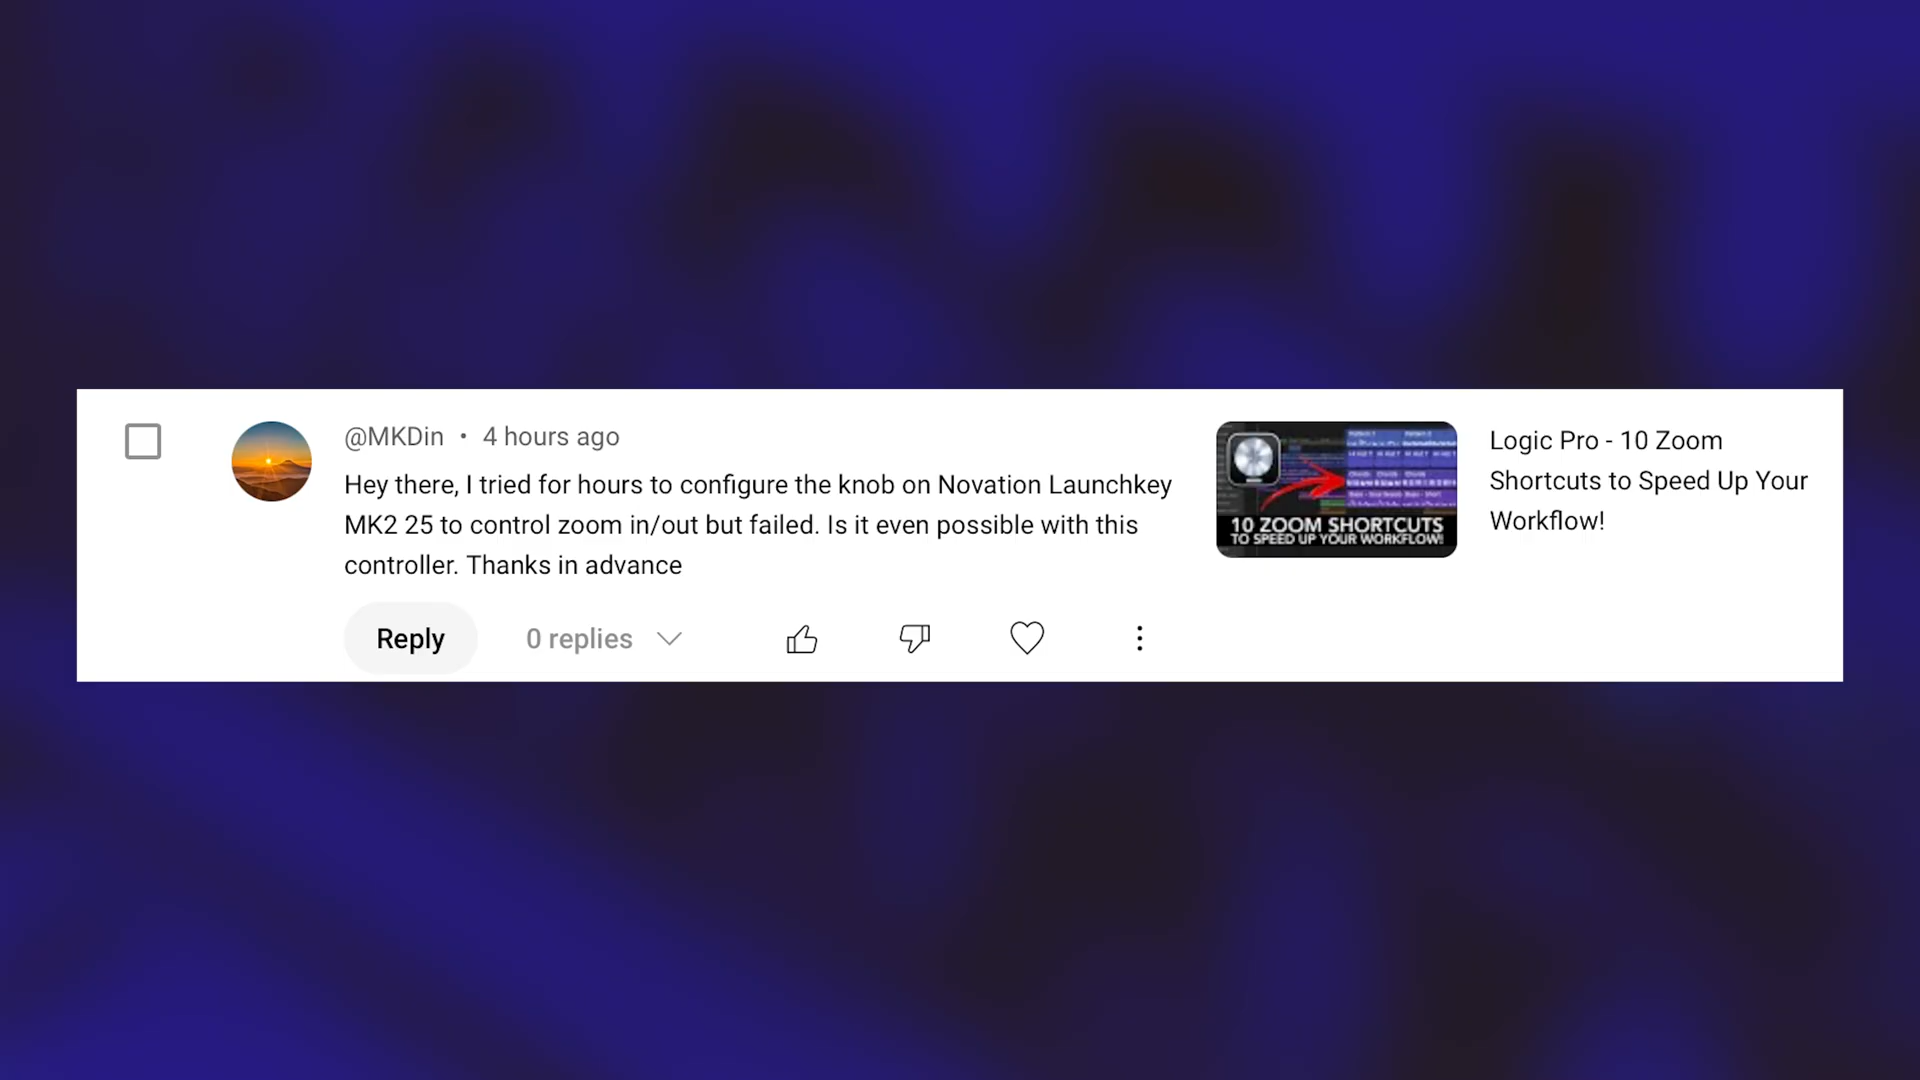 @MKDin • 4 hours ago
Hey there, I tried for hours to configure the knob on Novation Launchkey
MK2 25 to control zoom in/out but failed. Is it even possible with this
controller. Thanks in advance
Reply
0 replies
10 ZOOM SHORTCUTS
TO SPEED UP YOUR WORKFLOW!
Logic Pro - 10 Zoom
Shortcuts to Speed Up Your
Workflow!